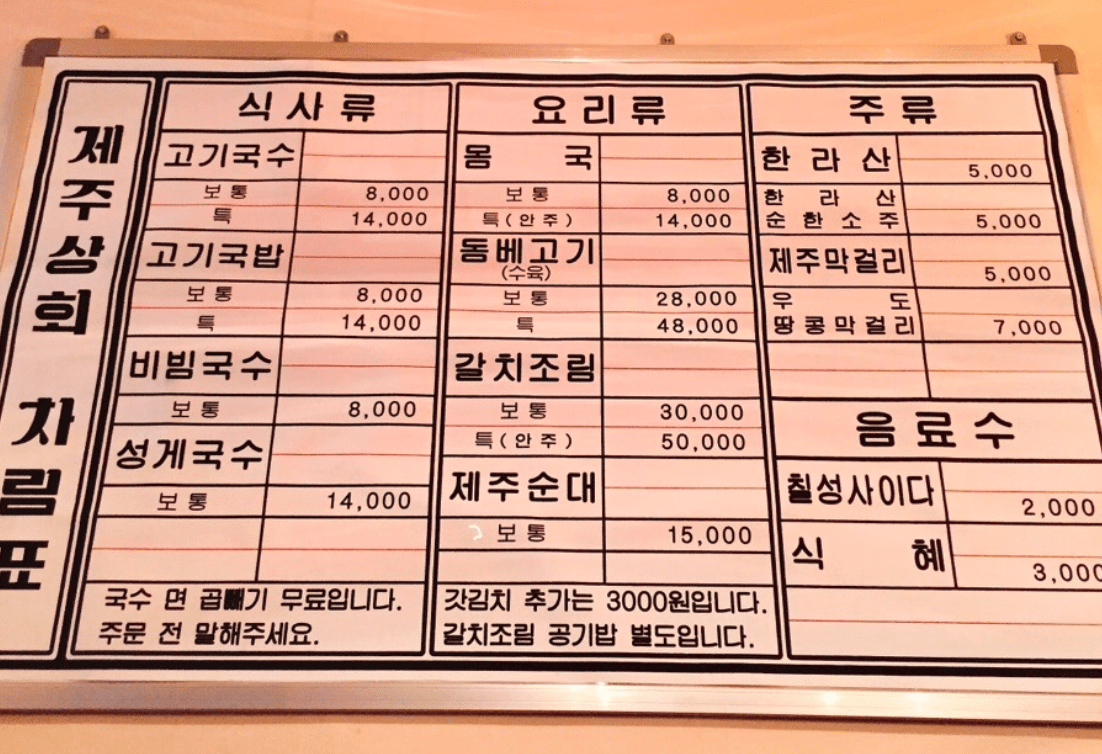 제주상회 차림표
식사류
고기국수
보통 8,000
특 14,000
고기국밥
보통 8,000
특 14,000
비빔국수
보통 8,000
성게국수
보통 14,000
국수 면 곱빼기 무료입니다.
주문 전 말해주세요.
요리류
몸국
보통 8,000
특(안주) 14,000
돔베고기
(수육)
보통 28,000
특 48,000
갈치조림
보통 30,000
특(안주) 50,000
제주순대
보통 15,000
갓김치 추가는 3000원입니다.
갈치조림 공기밥 별도입니다.
주류
한라산 5,000
한라산
순한소주 5,000
제주막걸리 5,000
우도
땅콩막걸리 7,000
음료수
칠성사이다 2,000
식혜 3,000